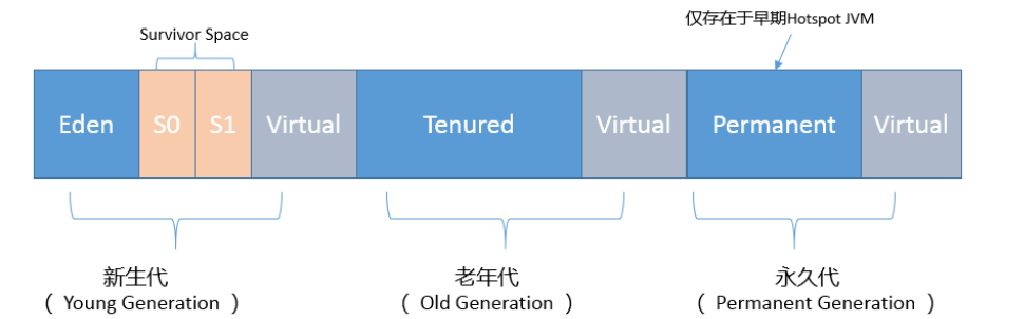 仅存在于早期Hotspot JVM
Survivor Space
Eden
S0
S1
Virtual
Tenured
Virtual
Permanent
Virtual
新生代
( Young Generation )
老年代
( Old Generation )
永久代
( Permanent Generation )